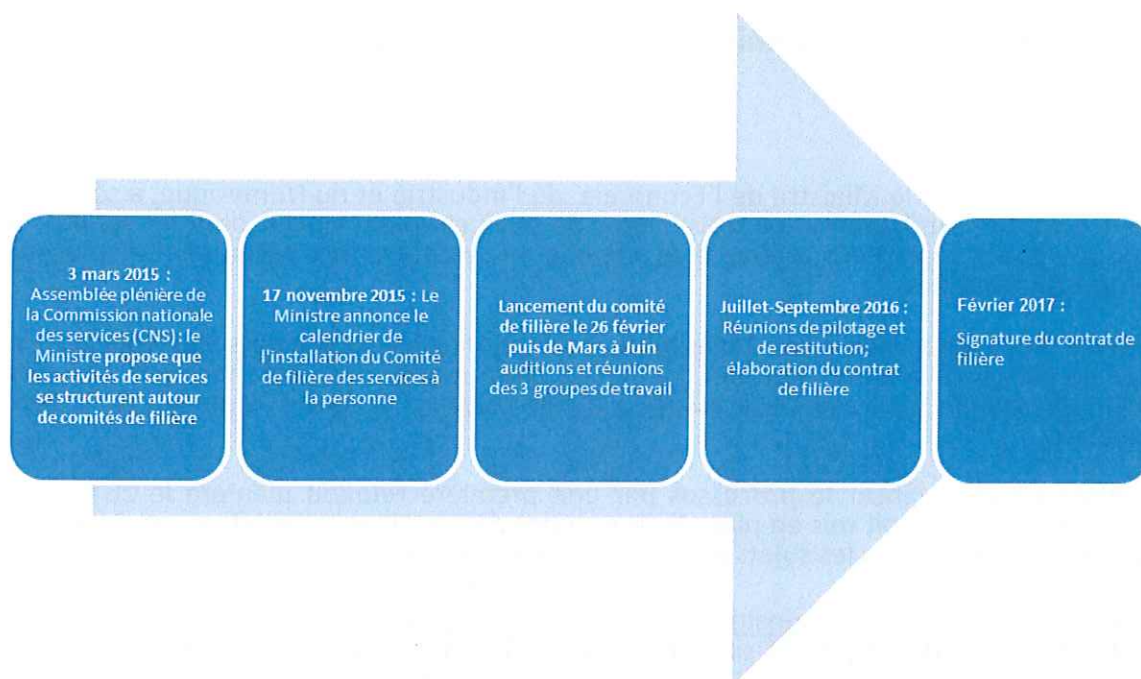 3 mars 2015 :
Assemblée plénière de
la Commission nationale
des services (CNS) : le
Ministre propose que
les activités de services
se structurent autour
de comités de filière
17 novembre 2015 : Le
Ministre annonce le
calendrier de
l'installation du Comité
de filière des services à
la personne
Lancement du comité
de filière le 26 février
puis de Mars à Juin
auditions et réunions
des 3 groupes de travail
Juillet-Septembre 2016 :
Réunions de pilotage et
de restitution;
élaboration du contrat
de filière
Février 2017 :
Signature du contrat de
filière